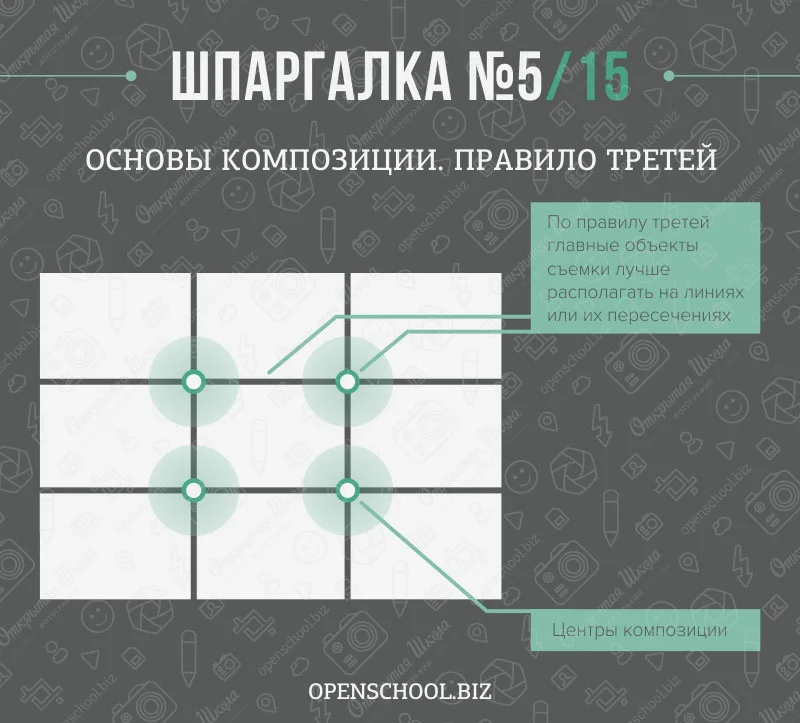 ШПАРГАЛКА №5/15
ОСНОВЫ КОМПОЗИЦИИ. ПРАВИЛО ТРЕТЕЙ
По правилу третей
главные объекты
съемки лучше
располагать на линиях
или их пересечениях
Центры композиции
OPENSCHOOL.BIZ